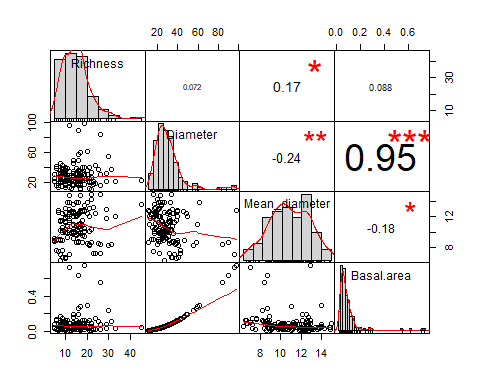 20 40 60 80
0.0 0.2 0.4 0.6
Richness
0.072
0.17
*
0.088
10 30
20 60 100
Diameter
-0.24
**
0.95
***
Mean_diameter
-0.18
*
8 12
0.0 0.4
Basal.area
10 20 30 40
8 10 12 14